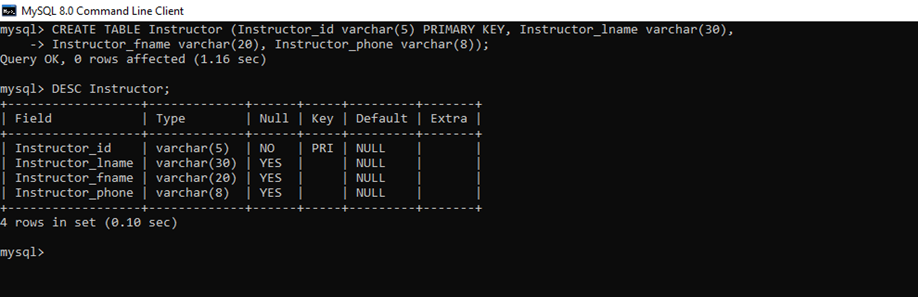 MySQL 8.0 Command Line Client
mysql> CREATE TABLE Instructor (Instructor_id varchar(5) PRIMARY KEY, Instructor_lname varchar(30),
    -> Instructor_fname varchar(20), Instructor_phone varchar(8));
Query OK, 0 rows affected (1.16 sec)

mysql> DESC Instructor;
+------------------+-------------+------+-----+---------+-------+
| Field            | Type        | Null | Key | Default | Extra |
+------------------+-------------+------+-----+---------+-------+
| Instructor_id    | varchar(5)  | NO   | PRI | NULL    |       |
| Instructor_lname | varchar(30) | YES  |     | NULL    |       |
| Instructor_fname | varchar(20) | YES  |     | NULL    |       |
| Instructor_phone | varchar(8)  | YES  |     | NULL    |       |
+------------------+-------------+------+-----+---------+-------+
4 rows in set (0.10 sec)

mysql>